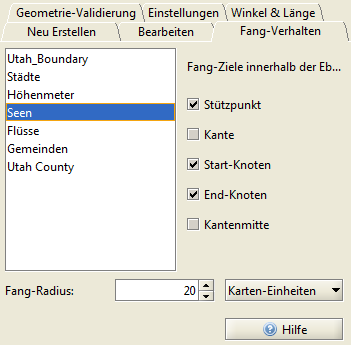 Geometrie-Validierung Einstellungen Winkel & Länge
Neu Erstellen Bearbeiten Fang-Verhalten
Utah_Boundary
Städte
Höhenmeter
Seen
Flüsse
Gemeinden
Utah County
Fang-Ziele innerhalb der Eb...
Stützpunkt
Kante
Start-Knoten
End-Knoten
Kantenmitte
Fang-Radius: 20 Karten-Einheiten
Hilfe